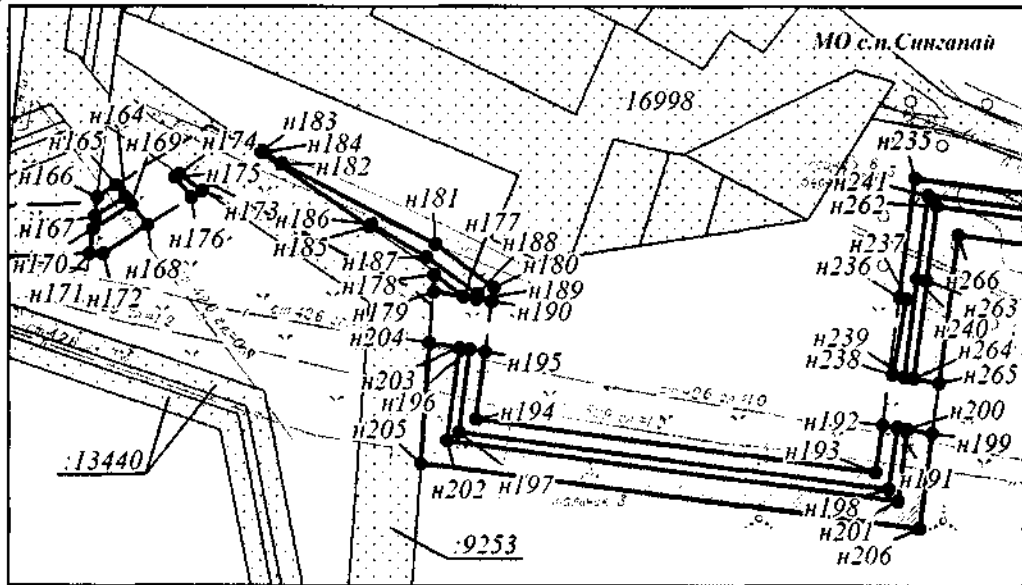 МО с.п.Сингапай
16998
н164
н183
н165
н169
н174
н184
н182
н235
н166
н175
н241
н262
н173
н181
н186
н177
н167
н185
н188
н237
н176
н187
н180
н236
н170
н168
н178
н189
н266
н171
н172
н179
н190
н263
н240
н204
н239
н264
н195
н238
н265
н203
н196
н200
н194
н192
н205
н199
н193
:13440
н191
н202
н197
н198
н201
н206
:9253